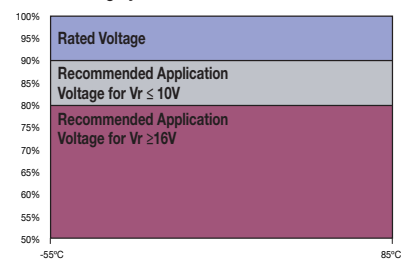 100%
95%
90%
85%
80%
75%
70%
65%
60%
55%
50%
Rated Voltage
Recommended Application
Voltage for Vr ≤ 10V
Recommended Application
Voltage for Vr ≥16V
-55ºC
85ºC